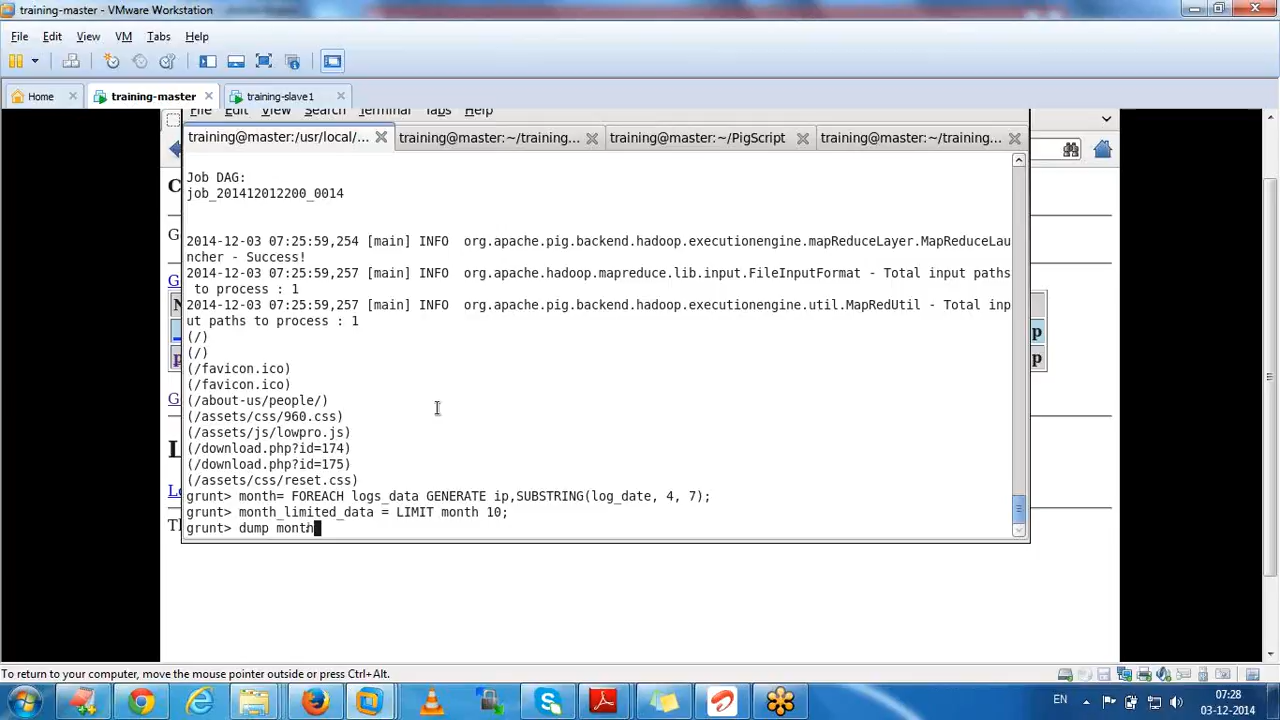 training-master - VMware Workstation
File Edit View VM Tabs Help
Home training-master training-slave1
File Edit View Search Terminal Tabs Help
training@master:/usr/local/... training@master:~/training... training@master:~/PigScript training@master:~/training...
Job DAG:
job_201412012200_0014
2014-12-03 07:25:59,254 [main] INFO org.apache.pig.backend.hadoop.executionengine.mapReduceLayer.MapReduceLau
ncher - Success!
2014-12-03 07:25:59,257 [main] INFO org.apache.hadoop.mapreduce.lib.input.FileInputFormat - Total input paths
to process : 1
2014-12-03 07:25:59,257 [main] INFO org.apache.pig.backend.hadoop.executionengine.util.MapRedUtil - Total inp
ut paths to process : 1
(/)
(/)
(/favicon.ico)
(/favicon.ico)
(/about-us/people/)
(/assets/css/960.css)
(/assets/js/lowpro.js)
(/download.php?id=174)
(/download.php?id=175)
(/assets/css/reset.css)
grunt> month= FOREACH logs_data GENERATE ip,SUBSTRING(log_date, 4, 7);
grunt> month_limited_data = LIMIT month 10;
grunt> dump month
To return to your computer, move the mouse pointer outside or press Ctrl+Alt.
EN 07:28
03-12-2014